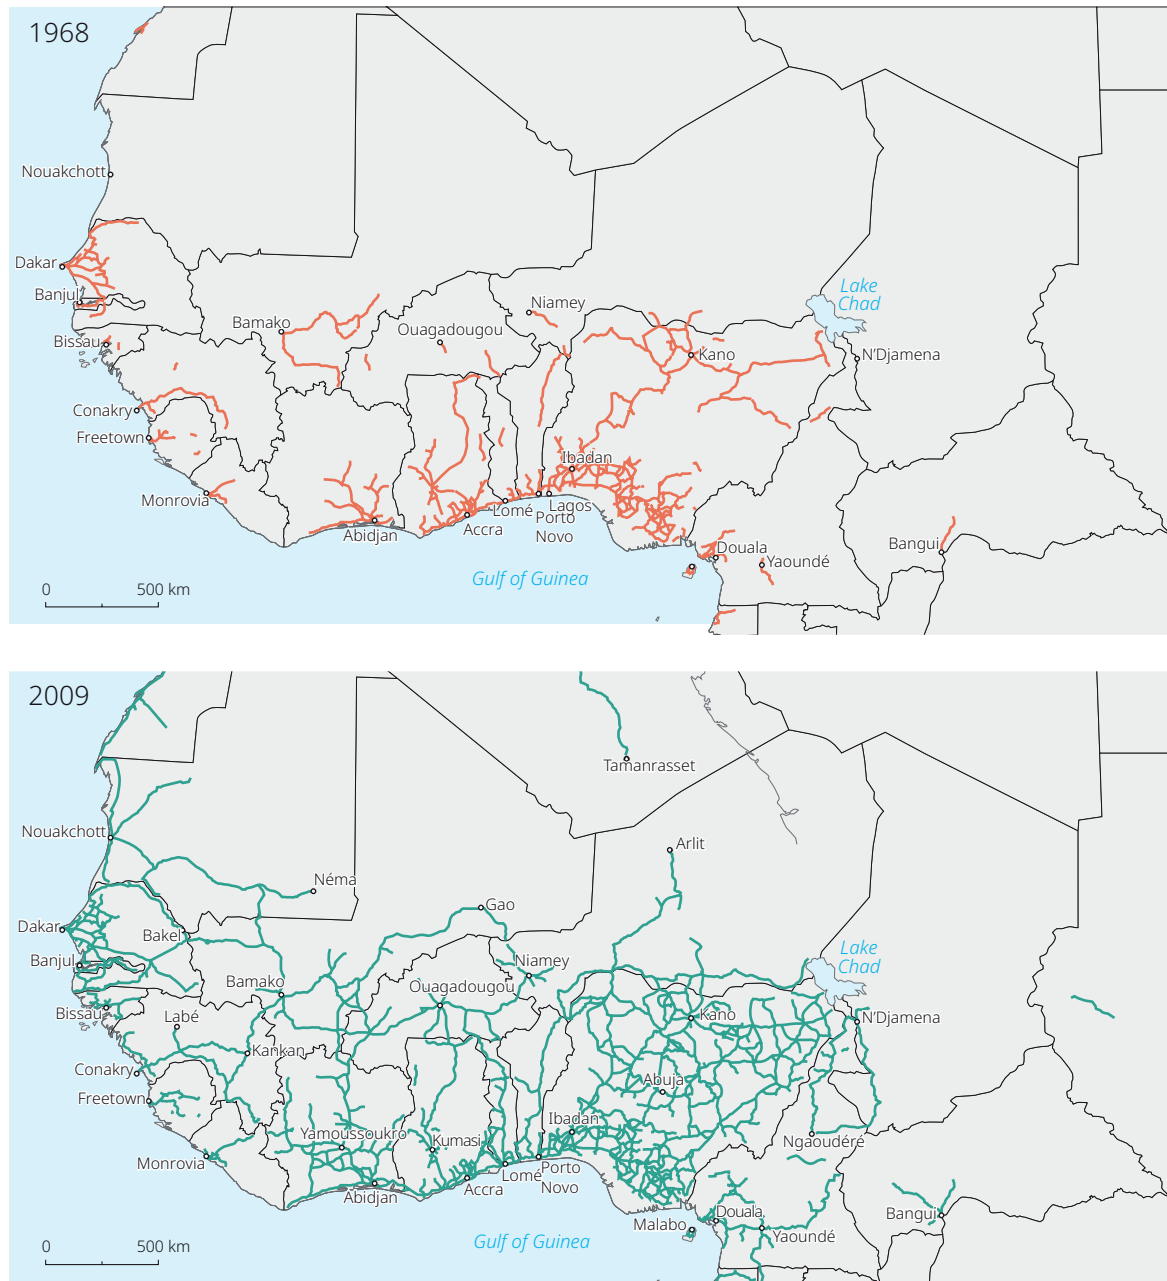 1968
Nouakchott
Dakar
Banjul
Bissau
Conakry
Freetown
Monrovia
Bamako
Ouagadougou
Niamey
Lake
Chad
Kano
N'Djamena
Ibadan
Lomé
Lagos
Porto
Novo
Accra
Abidjan
Douala
Yaoundé
Bangui
Gulf of Guinea
0 500 km
2009
Tamanrasset
Nouakchott
Arlit
Néma
Gao
Dakar
Bakel
Banjul
Lake
Chad
Niamey
Bamako
Ouagadougou
Bissau
Labé
Kano
N'Djamena
Kankan
Conakry
Abuja
Freetown
Ibadan
Yamoussoukro
Kumasi
Ngaoundéré
Monrovia
Lomé
Porto
Novo
Accra
Abidjan
Malabo
Douala
Yaoundé
Bangui
Gulf of Guinea
0 500 km